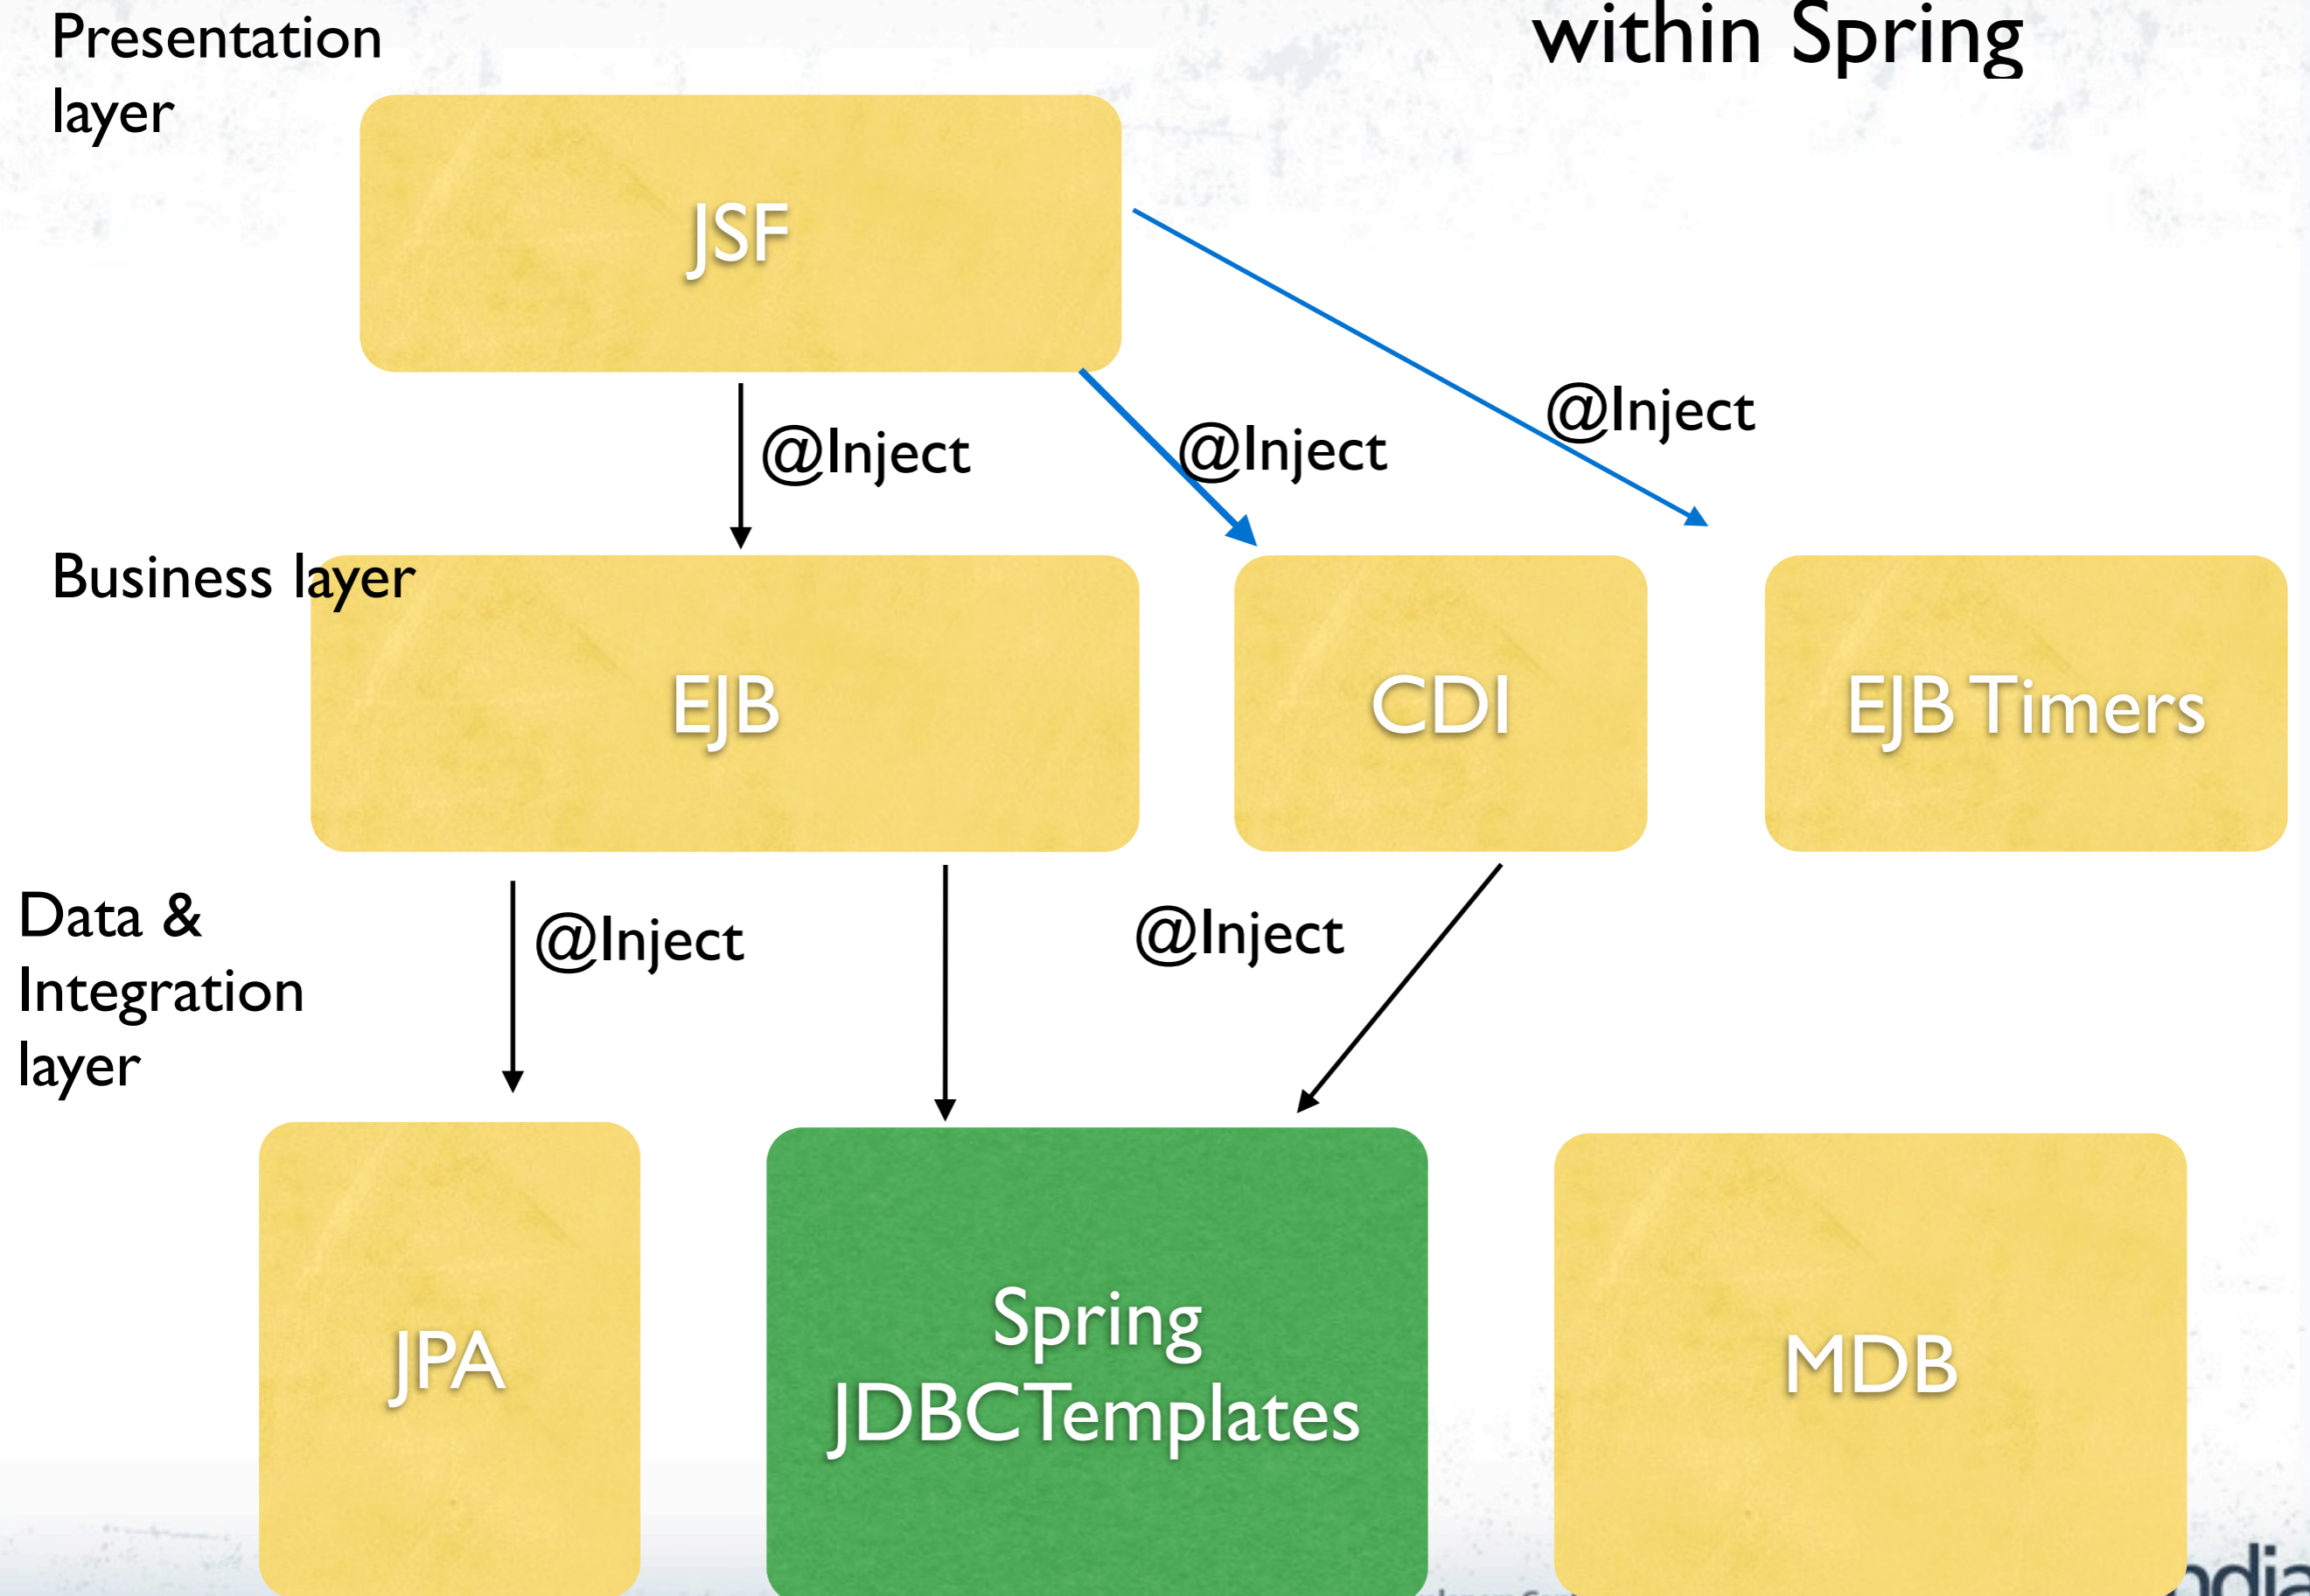 Presentation
layer
within Spring
JSF
@Inject
@Inject
@Inject
Business layer
EJB
CDI
EJB Timers
Data &
Integration
layer
@Inject
@Inject
JPA
Spring
JDBCTemplates
MDB